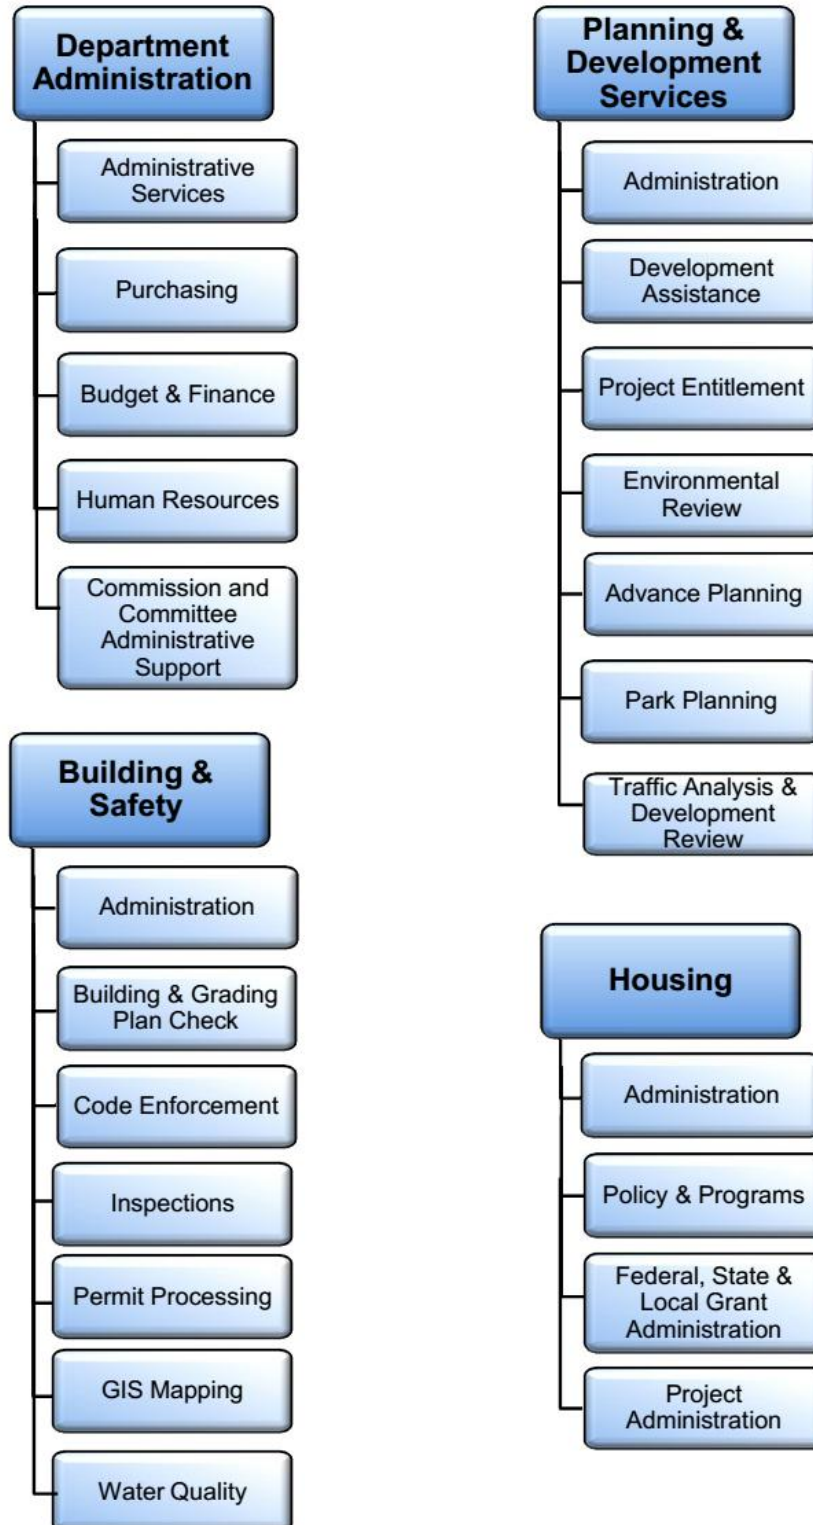 Department
Administration
Administrative
Services
Purchasing
Budget & Finance
Human Resources
Commission and
Committee
Administrative
Support
Building &
Safety
Administration
Building & Grading
Plan Check
Code Enforcement
Inspections
Permit Processing
GIS Mapping
Water Quality
Planning &
Development
Services
Administration
Development
Assistance
Project Entitlement
Environmental
Review
Advance Planning
Park Planning
Traffic Analysis &
Development
Review
Housing
Administration
Policy & Programs
Federal, State &
Local Grant
Administration
Project
Administration